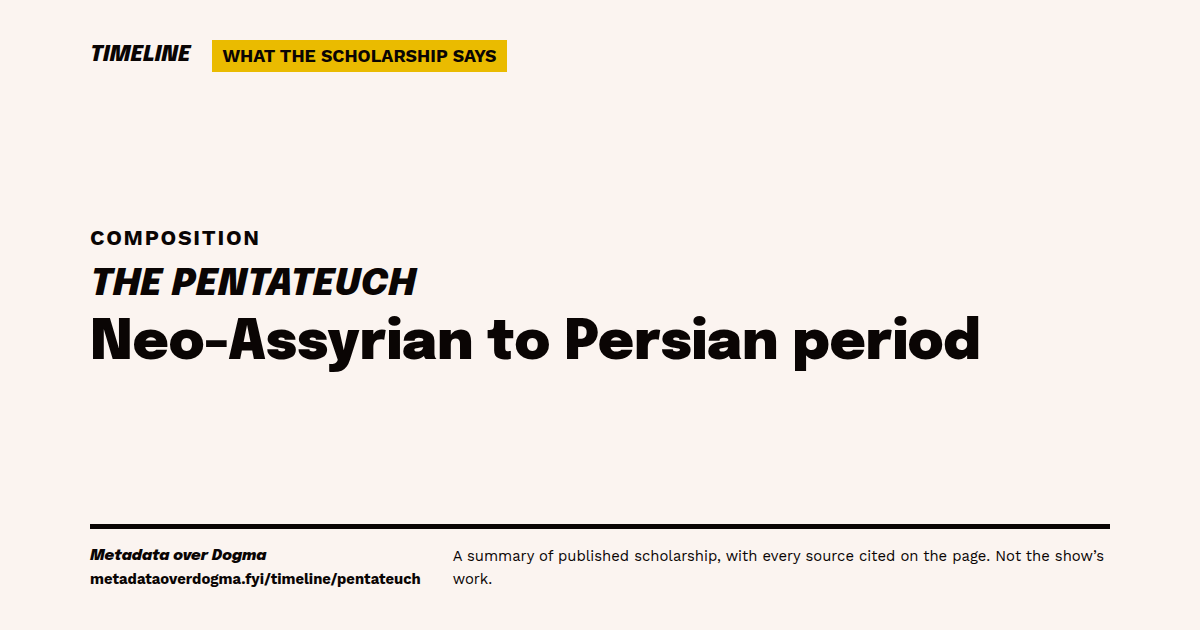 TIMELINE
WHAT THE SCHOLARSHIP SAYS
COMPOSITION
THE PENTATEUCH
Neo-Assyrian to Persian period
Metadata over Dogma
metadataoverdogma.fyi/timeline/pentateuch
A summary of published scholarship, with every source cited on the page. Not the show’s
work.